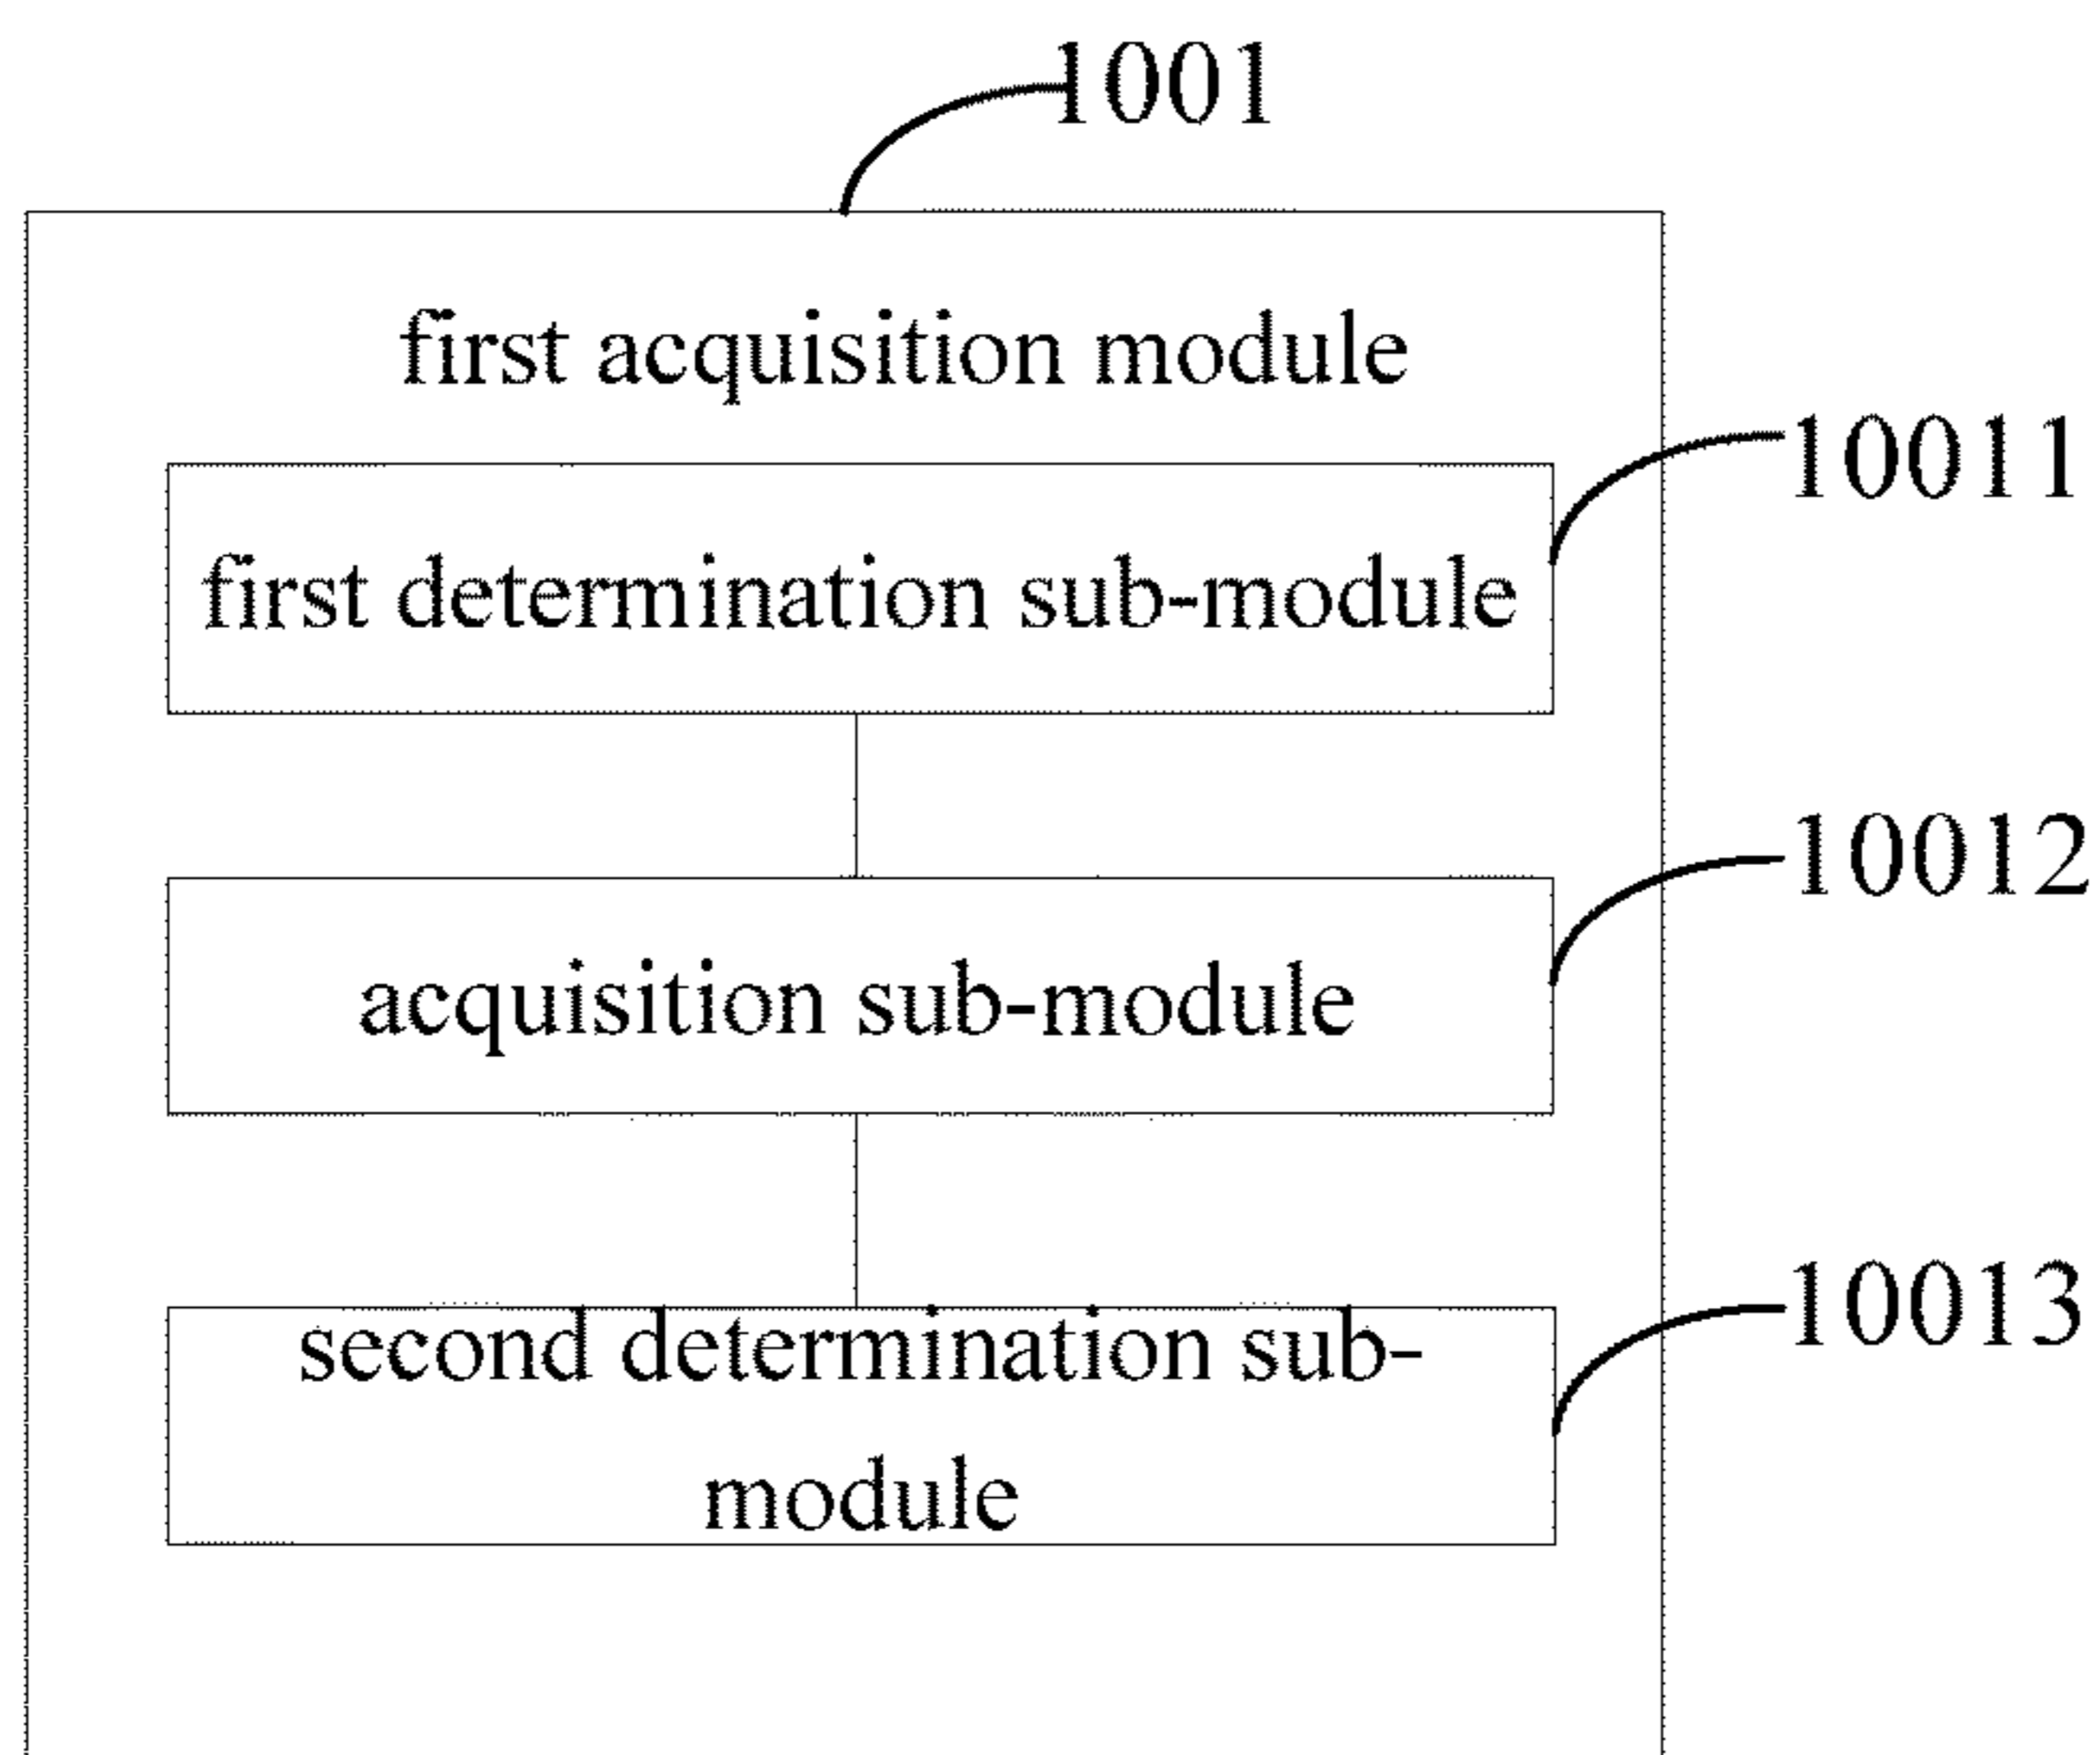 1001
first acquisition module
10011
first determination sub-module
10012
acquisition sub-module
10013
second determination sub-
module